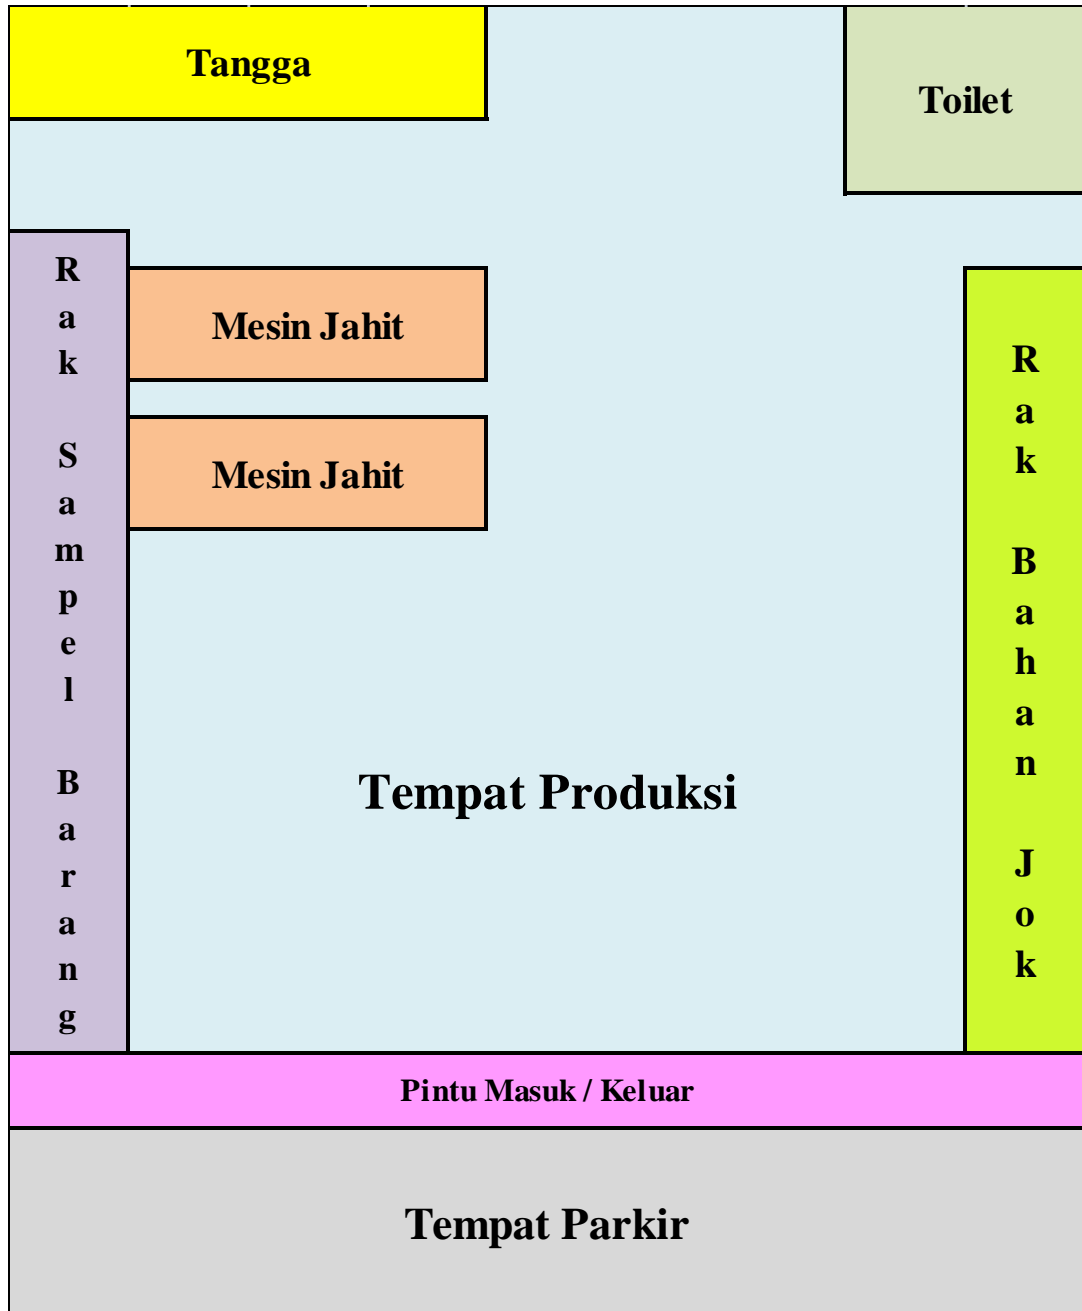 Tangga
Toilet
Rak Sampel Barang
Mesin Jahit
Mesin Jahit
Rak Bahan Jok
Tempat Produksi
Pintu Masuk / Keluar
Tempat Parkir